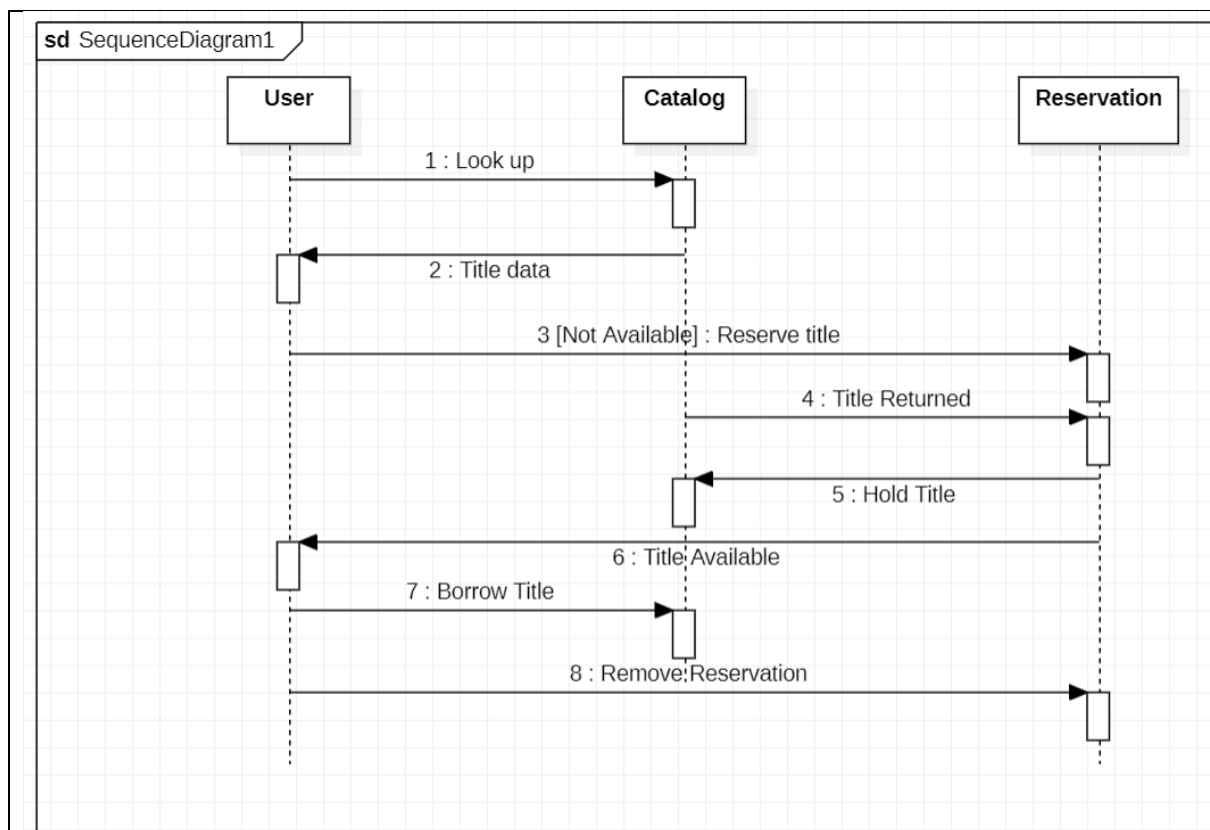 sd SequenceDiagram1
User
Catalog
Reservation
1 : Look up
2 : Title data
3 [Not Available] : Reserve title
4 : Title Returned
5 : Hold Title
6 : Title Available
7 : Borrow Title
8 : Remove Reservation